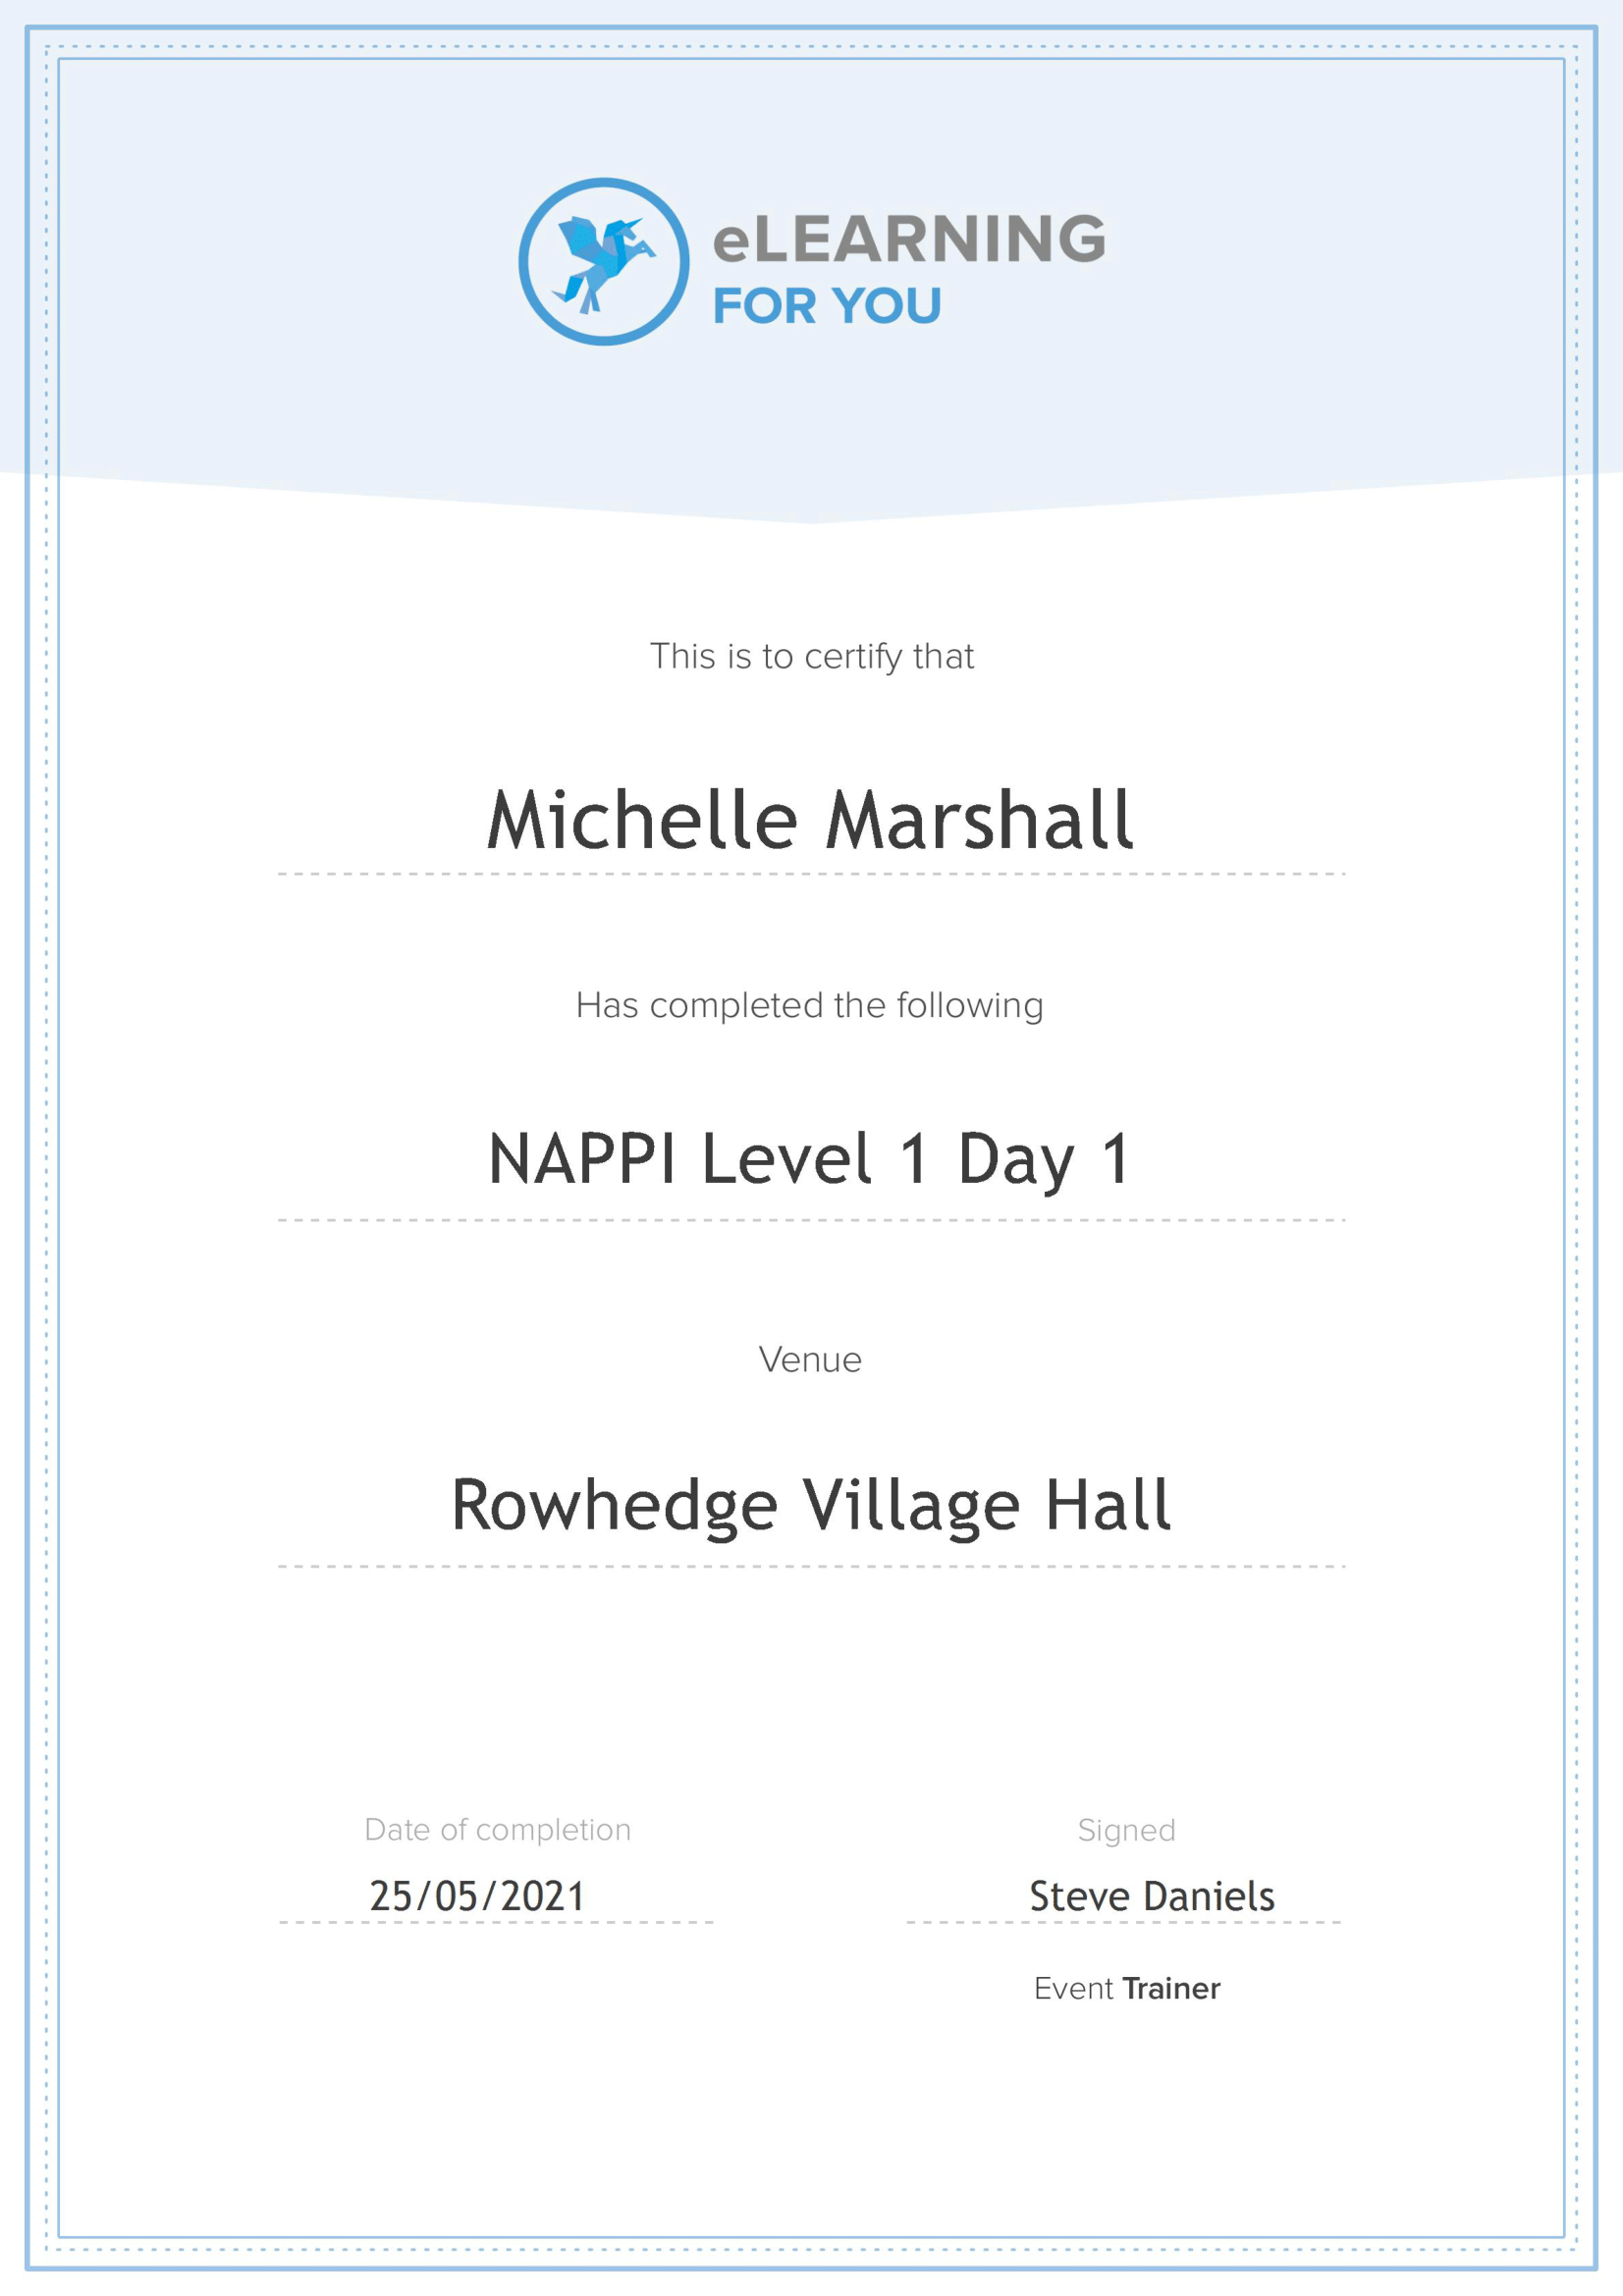 eLEARNING
FOR YOU
This is to certify that
Michelle Marshall
Has completed the following
NAPPI Level 1 Day 1
Venue
Rowhedge Village Hall
Date of completion
25/05/2021
Signed
Steve Daniels
Event Trainer